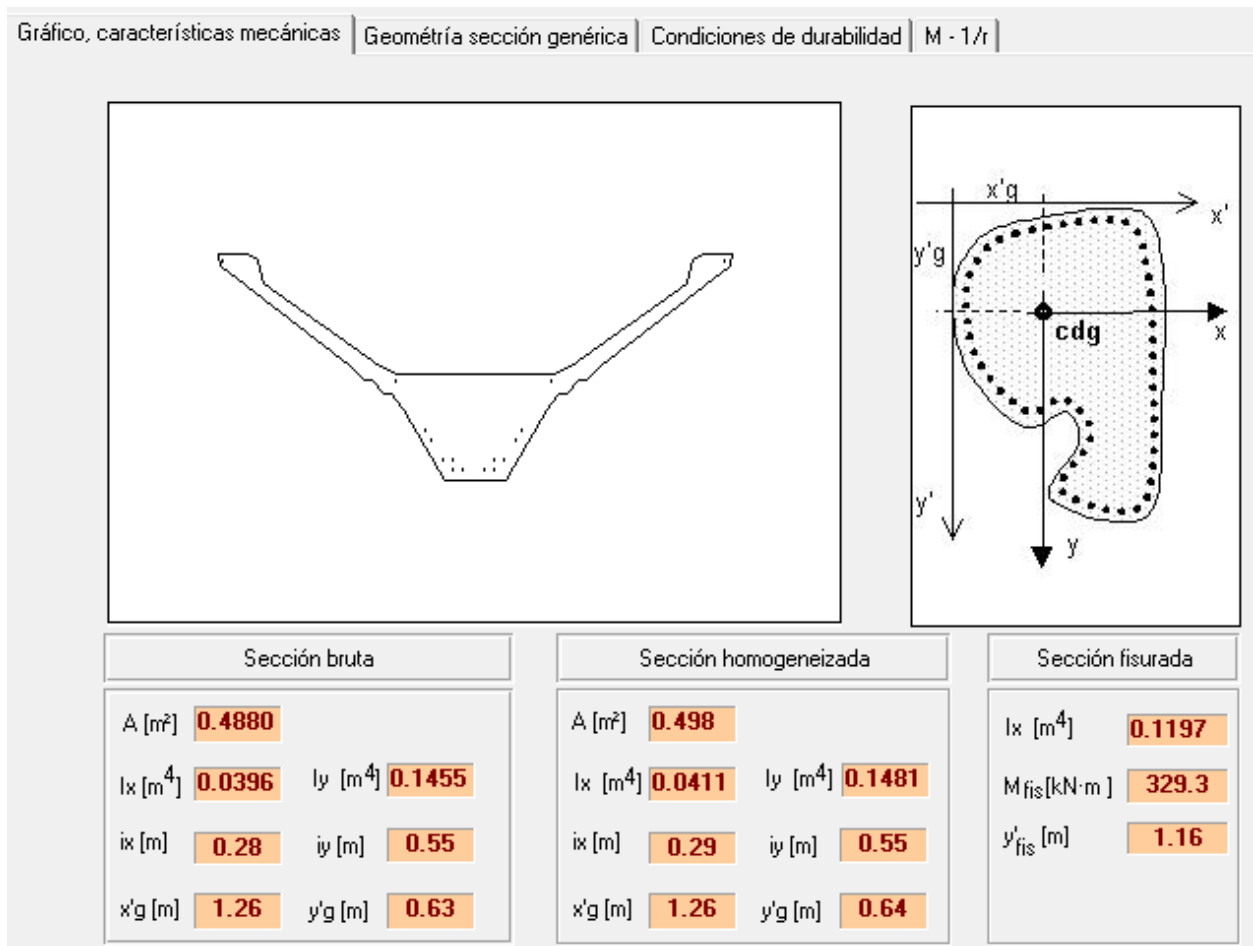 Gráfico, características mecánicas Geométría sección genérica Condiciones de durabilidad M - 1/r
x'g
x'
y'g
cdg
x
y'
y
Sección bruta Sección homogeneizada Sección fisurada
A [m²] 0.4880 A [m²] 0.498 Ix [m4] 0.1197
Ix [m4] 0.0396 Iy [m4] 0.1455 Ix [m4] 0.0411 Iy [m4] 0.1481 Mfis[kN·m ] 329.3
ix [m] 0.28 iy [m] 0.55 ix [m] 0.29 iy [m] 0.55 y'fis [m] 1.16
x'g [m] 1.26 y'g [m] 0.63 x'g [m] 1.26 y'g [m] 0.64